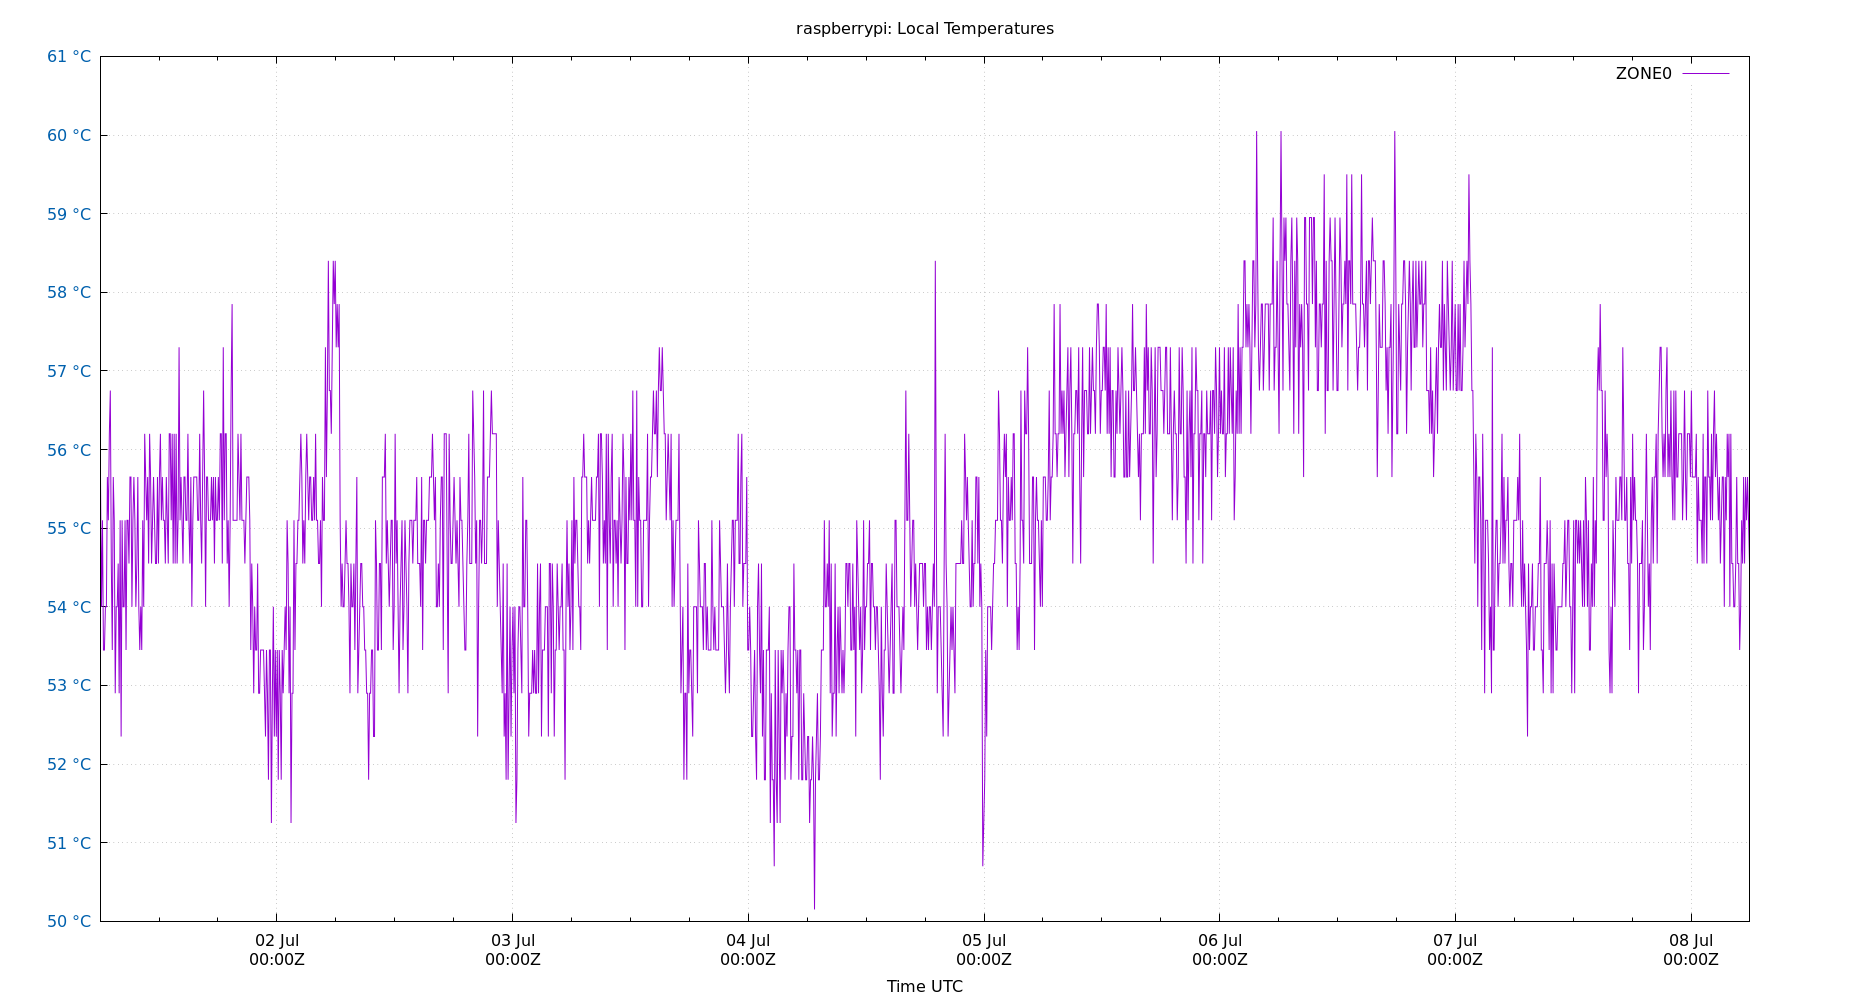 raspberrypi: Local Temperatures
61 °C
ZONE0
60 °C
59 °C
58 °C
57 °C
56 °C
55 °C
54 °C
53 °C
52 °C
51 °C
50 °C
02 Jul 03 Jul 04 Jul 05 Jul 06 Jul 07 Jul 08 Jul
00:00Z 00:00Z 00:00Z 00:00Z 00:00Z 00:00Z 00:00Z
Time UTC